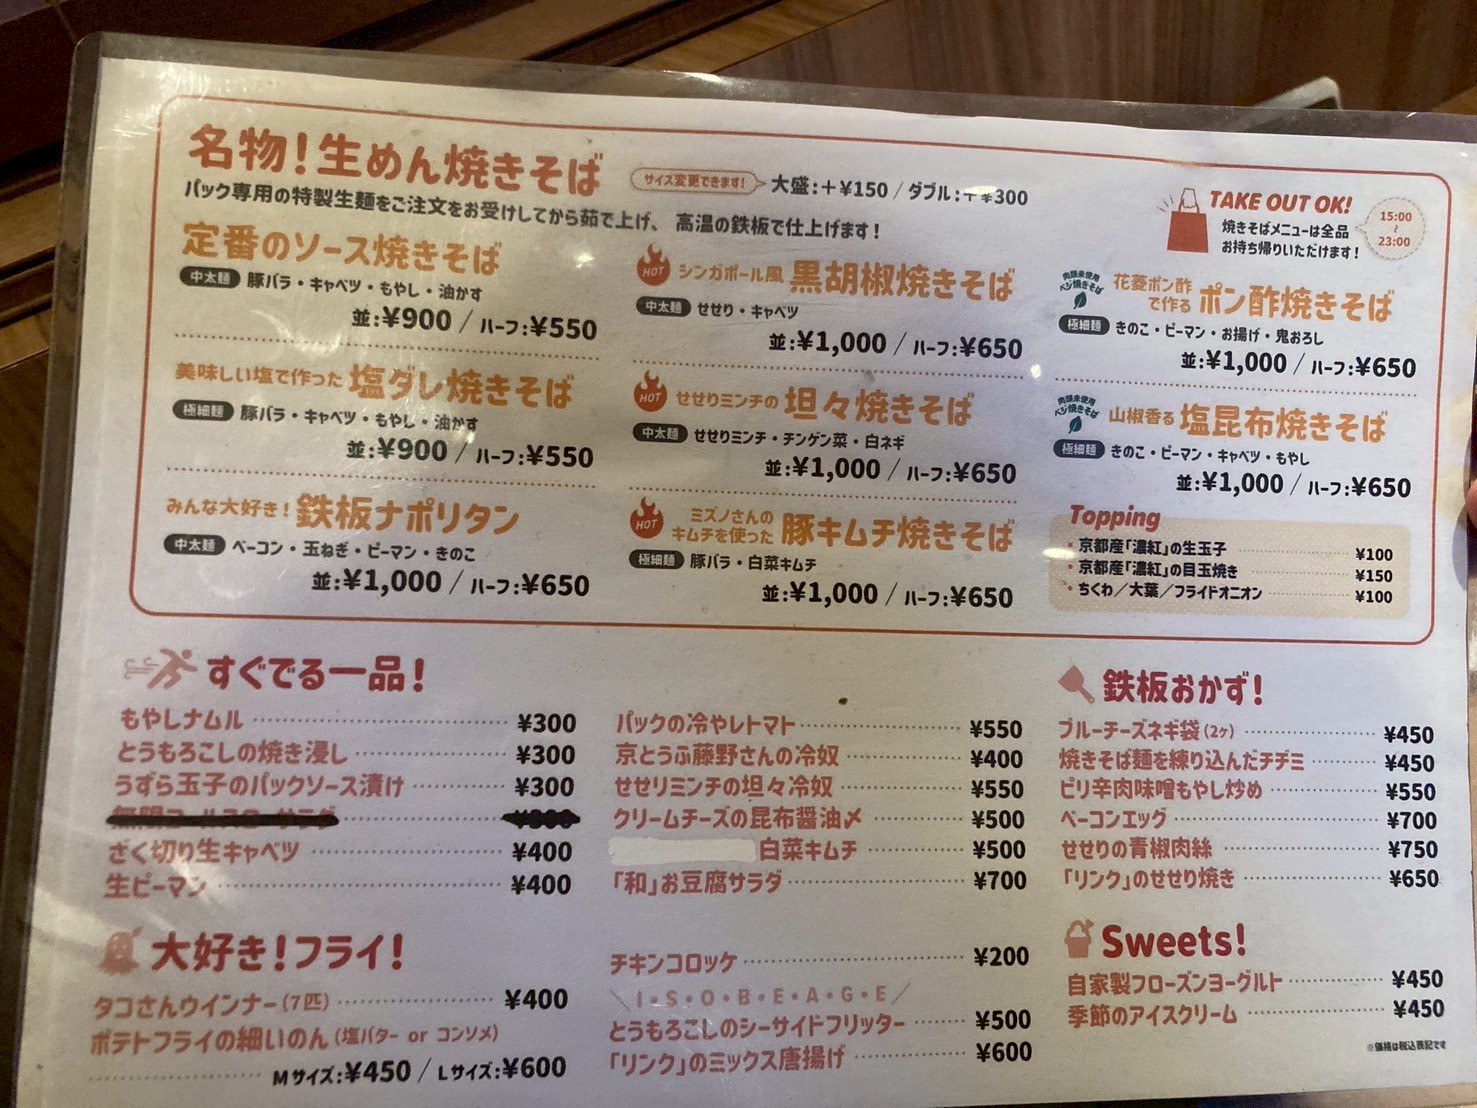 名物！生めん焼きそば
サイズ変更できます！ 大盛:＋¥150 / ダブル:＋¥300
パック専用の特製生麺をご注文をお受けしてから茹で上げ、高温の鉄板で仕上げます！
TAKE OUT OK!
焼きそばメニューは全品
お持ち帰りいただけます！
15:00
～
23:00
定番のソース焼きそば
中太麺 豚バラ・キャベツ・もやし・油かす
並:¥900 / ハーフ:¥550
美味しい塩で作った 塩ダレ焼きそば
極細麺 豚バラ・キャベツ・もやし・油かす
並:¥900 / ハーフ:¥550
みんな大好き！鉄板ナポリタン
中太麺 ベーコン・玉ねぎ・ピーマン・きのこ
並:¥1,000 / ハーフ:¥650
HOT シンガポール風 黒胡椒焼きそば
中太麺 せせり・キャベツ
並:¥1,000 / ハーフ:¥650
HOT せせりミンチの 坦々焼きそば
中太麺 せせりミンチ・チンゲン菜・白ネギ
並:¥1,000 / ハーフ:¥650
HOT ミズノさんの
キムチを使った 豚キムチ焼きそば
極細麺 豚バラ・白菜キムチ
並:¥1,000 / ハーフ:¥650
肉類未使用
ベジ焼きそば
花菱ポン酢
で作る ポン酢焼きそば
極細麺 きのこ・ピーマン・お揚げ・鬼おろし
並:¥1,000 / ハーフ:¥650
肉類未使用
ベジ焼きそば
山椒香る 塩昆布焼きそば
極細麺 きのこ・ピーマン・キャベツ・もやし
並:¥1,000 / ハーフ:¥650
Topping
・京都産「濃紅」の生玉子 ¥100
・京都産「濃紅」の目玉焼き ¥150
・ちくわ／大葉／フライドオニオン ¥100
すぐでる一品！
もやしナムル ¥300
とうもろこしの焼き浸し ¥300
うずら玉子のパックソース漬け ¥300
ざく切り生キャベツ ¥400
生ピーマン ¥400
パックの冷やしトマト ¥550
京とうふ藤野さんの冷奴 ¥400
せせりミンチの坦々冷奴 ¥550
クリームチーズの昆布醤油〆 ¥500
白菜キムチ ¥500
「和」お豆腐サラダ ¥700
鉄板おかず！
ブルーチーズネギ袋（2ヶ） ¥450
焼きそば麺を練り込んだチヂミ ¥450
ピリ辛肉味噌もやし炒め ¥550
ベーコンエッグ ¥700
せせりの青椒肉絲 ¥750
「リンク」のせせり焼き ¥650
大好き！フライ！
タコさんウインナー（7匹） ¥400
ポテトフライの細いのん（塩バター or コンソメ）
Mサイズ:¥450 / Lサイズ:¥600
チキンコロッケ ¥200
＼I・S・O・B・E・A・G・E／
とうもろこしのシーサイドフリッター ¥500
「リンク」のミックス唐揚げ ¥600
Sweets!
自家製フローズンヨーグルト ¥450
季節のアイスクリーム ¥450
※価格は税込表記です